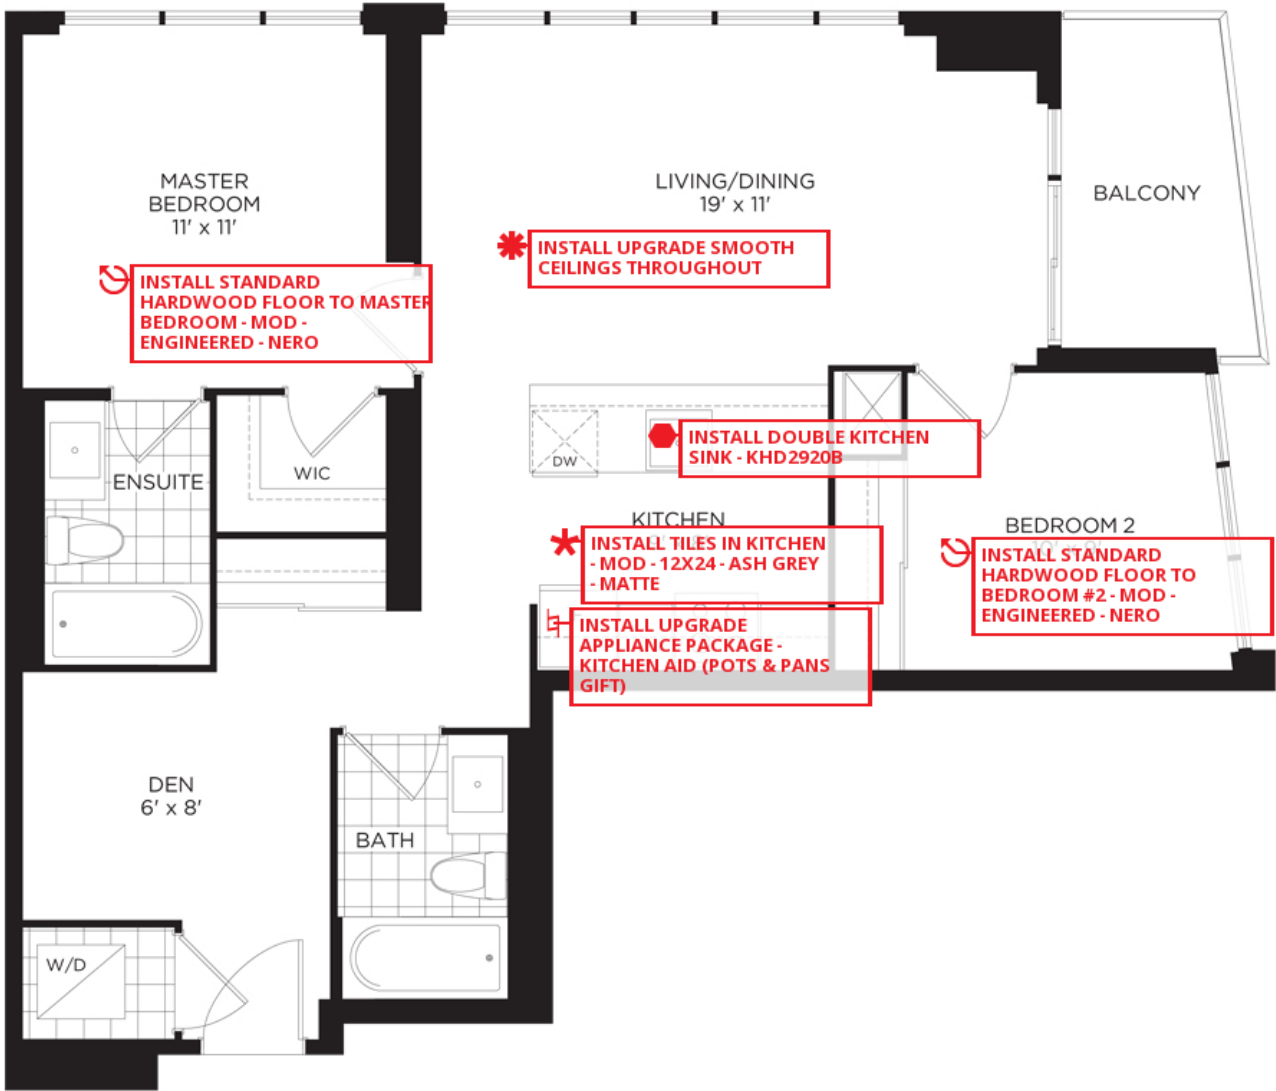 MASTER
BEDROOM
11' x 11'
INSTALL STANDARD
HARDWOOD FLOOR TO MASTER
BEDROOM - MOD -
ENGINEERED - NERO
LIVING/DINING
19' x 11'
INSTALL UPGRADE SMOOTH
CEILINGS THROUGHOUT
BALCONY
ENSUITE
WIC
DW
INSTALL DOUBLE KITCHEN
SINK - KHD2920B
KITCHEN
INSTALL TILES IN KITCHEN
- MOD - 12X24 - ASH GREY
- MATTE
INSTALL UPGRADE
APPLIANCE PACKAGE -
KITCHEN AID (POTS & PANS
GIFT)
BEDROOM 2
INSTALL STANDARD
HARDWOOD FLOOR TO
BEDROOM #2 - MOD -
ENGINEERED - NERO
DEN
6' x 8'
BATH
W/D